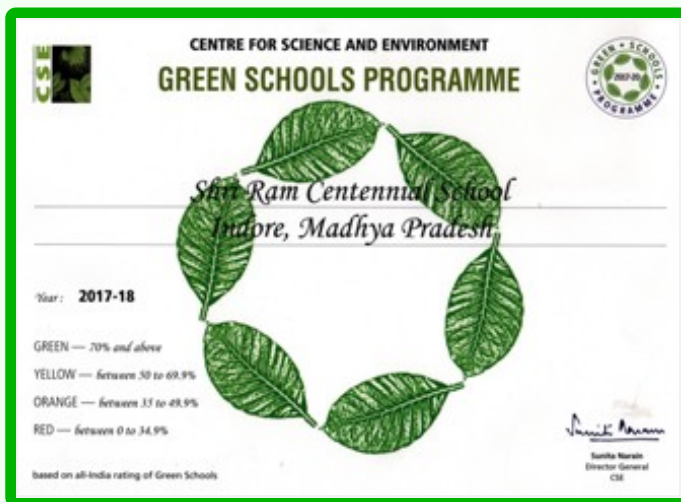 CSE
CENTRE FOR SCIENCE AND ENVIRONMENT
GREEN SCHOOLS PROGRAMME
GREEN • SCHOOLS • PROGRAMME •
2017-20
Shri Ram Centennial School
Indore, Madhya Pradesh
Year : 2017-18
GREEN — 70% and above
YELLOW — between 50 to 69.9%
ORANGE — between 35 to 49.9%
RED — between 0 to 34.9%
based on all-India rating of Green Schools
Sunita Narain
Sunita Narain
Director General
CSE